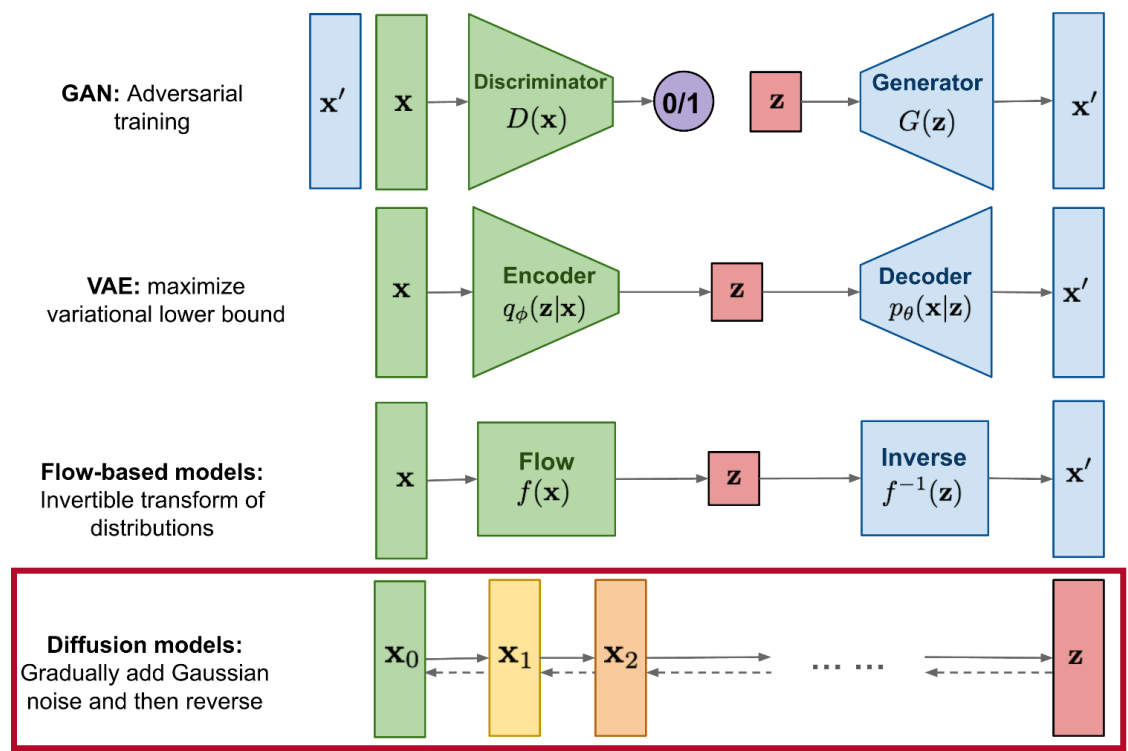 GAN: Adversarial
training
x′
x
Discriminator
D(x)
0/1
z
Generator
G(z)
x′
VAE: maximize
variational lower bound
x
Encoder
qϕ(z|x)
z
Decoder
pθ(x|z)
x′
Flow-based models:
Invertible transform of
distributions
x
Flow
f(x)
z
Inverse
f⁻¹(z)
x′
Diffusion models:
Gradually add Gaussian
noise and then reverse
x₀
x₁
x₂
... ...
z